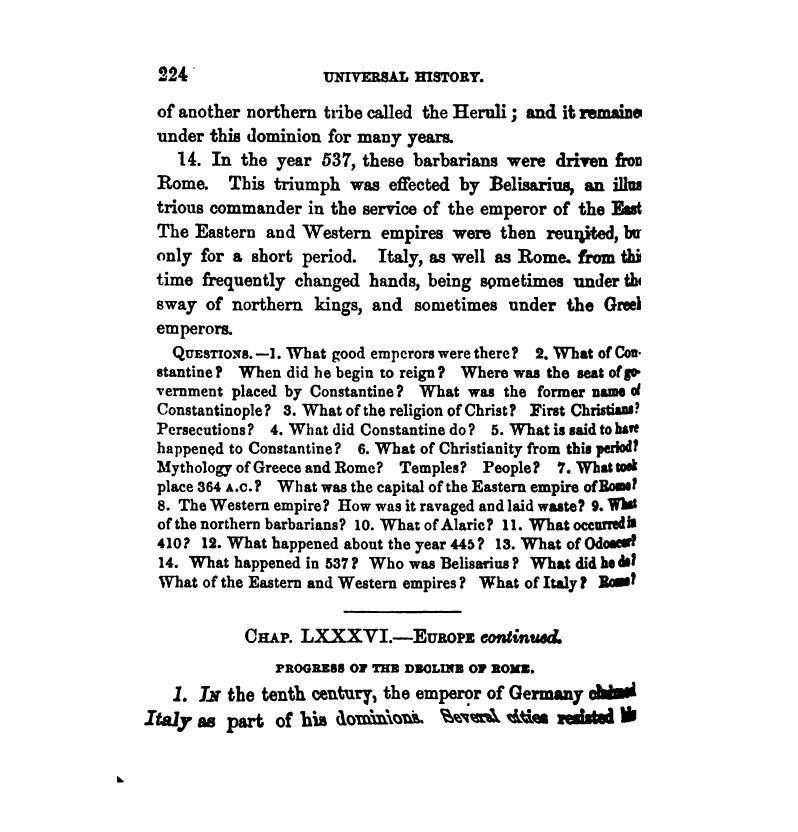 224
UNIVERSAL HISTORY.
of another northern tribe called the Heruli ; and it remaine
under this dominion for many years.
14. In the year 537, these barbarians were driven from
Rome. This triumph was effected by Belisarius, an illus
trious commander in the service of the emperor of the East
The Eastern and Western empires were then reunited, but
only for a short period. Italy, as well as Rome. from thi
time frequently changed hands, being sometimes under the
sway of northern kings, and sometimes under the Greek
emperors.
QUESTIONS.—1. What good emperors were there? 2. What of Con-
stantine? When did he begin to reign? Where was the seat of go-
vernment placed by Constantine? What was the former name of
Constantinople? 3. What of the religion of Christ? First Christians?
Persecutions? 4. What did Constantine do? 5. What is said to have
happened to Constantine? 6. What of Christianity from this period?
Mythology of Greece and Rome? Temples? People? 7. What took
place 364 A.C.? What was the capital of the Eastern empire of Rome?
8. The Western empire? How was it ravaged and laid waste? 9. What
of the northern barbarians? 10. What of Alaric? 11. What occurred in
410? 12. What happened about the year 445? 13. What of Odoacer?
14. What happened in 537? Who was Belisarius? What did he do?
What of the Eastern and Western empires? What of Italy? Rome?
CHAP. LXXXVI.—EUROPE continued.
PROGRESS OF THE DECLINE OF ROME.
1. IN the tenth century, the emperor of Germany claimed
Italy as part of his dominions. Several cities resisted his